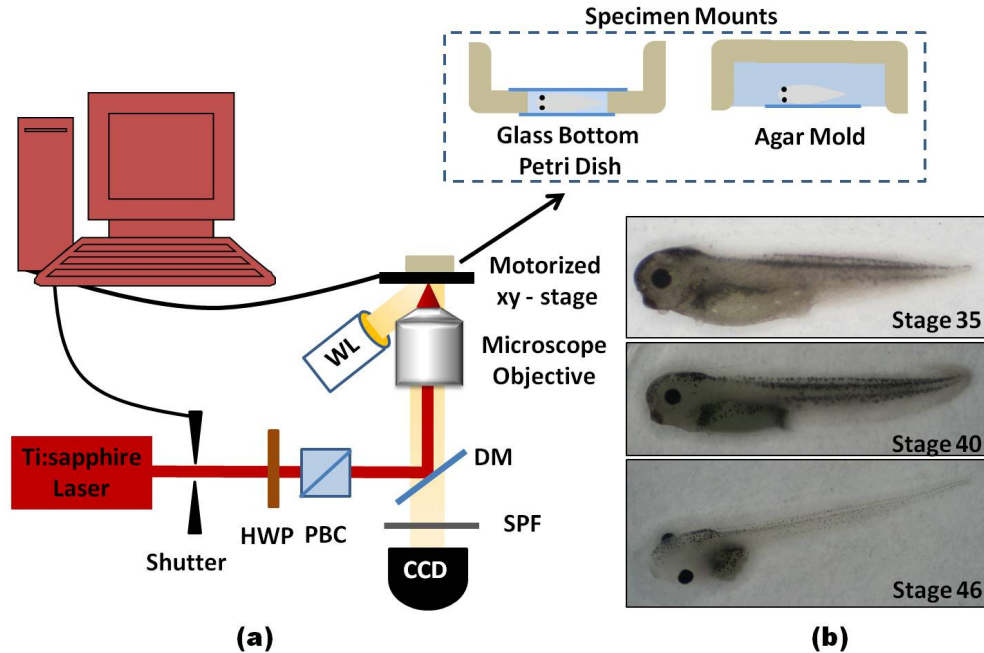 Specimen Mounts
Glass Bottom
Petri Dish
Agar Mold
Motorized
xy - stage
WL
Microscope
Objective
Ti:sapphire
Laser
DM
HWP
PBC
SPF
Shutter
CCD
Stage 35
Stage 40
Stage 46
(a)
(b)